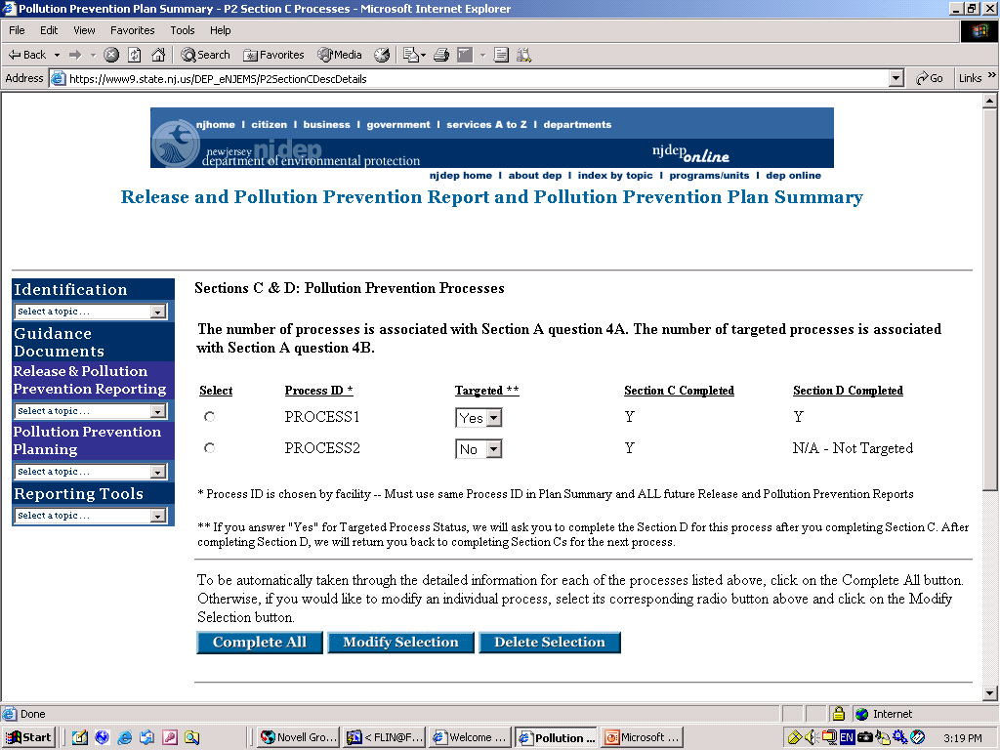 Pollution Prevention Plan Summary - P2 Section C Processes - Microsoft Internet Explorer
File Edit View Favorites Tools Help
Back Search Favorites Media
Address https://www9.state.nj.us/DEP_eNJEMS/P2SectionCDescDetails Go Links »
njhome | citizen | business | government | services A to Z | departments
newjersey njdep
department of environmental protection
njdep online
njdep home | about dep | index by topic | programs/units | dep online
Release and Pollution Prevention Report and Pollution Prevention Plan Summary
Identification
Select a topic...
Guidance
Documents
Release & Pollution
Prevention Reporting
Select a topic...
Pollution Prevention
Planning
Select a topic...
Reporting Tools
Select a topic...
Sections C & D: Pollution Prevention Processes
The number of processes is associated with Section A question 4A. The number of targeted processes is associated
with Section A question 4B.
Select Process ID * Targeted ** Section C Completed Section D Completed
PROCESS1 Yes Y Y
PROCESS2 No Y N/A - Not Targeted
* Process ID is chosen by facility -- Must use same Process ID in Plan Summary and ALL future Release and Pollution Prevention Reports
** If you answer "Yes" for Targeted Process Status, we will ask you to complete the Section D for this process after you completing Section C. After
completing Section D, we will return you back to completing Section Cs for the next process.
To be automatically taken through the detailed information for each of the processes listed above, click on the Complete All button.
Otherwise, if you would like to modify an individual process, select its corresponding radio button above and click on the Modify
Selection button.
Complete All Modify Selection Delete Selection
Done Internet
Start Novell Gro... < FLIN@F... Welcome ... Pollution ... Microsoft ... EN 3:19 PM